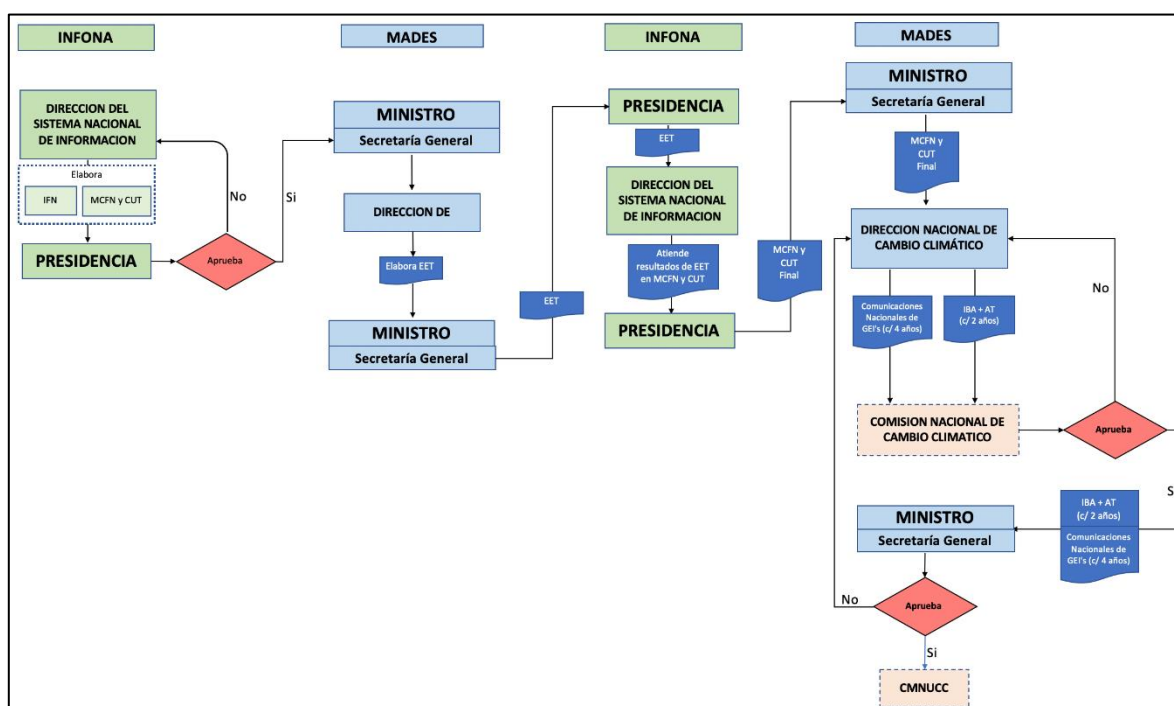 INFONA
DIRECCION DEL
SISTEMA NACIONAL
DE INFORMACION
Elabora
IFN
MCFN y CUT
PRESIDENCIA
Aprueba
No
Si
MADES
MINISTRO
Secretaría General
DIRECCION DE
Elabora EET
MINISTRO
Secretaría General
EET
INFONA
PRESIDENCIA
EET
DIRECCION DEL
SISTEMA NACIONAL
DE INFORMACION
Atiende
resultados de EET
en MCFN y CUT
PRESIDENCIA
MCFN y
CUT
Final
MADES
MINISTRO
Secretaría General
MCFN y
CUT
Final
DIRECCION NACIONAL DE
CAMBIO CLIMÁTICO
Comunicaciones
Nacionales de
GEI's (c/ 4 años)
IBA + AT
(c/ 2 años)
No
COMISION NACIONAL DE
CAMBIO CLIMATICO
Aprueba
S
IBA + AT
(c/ 2 años)
Comunicaciones
Nacionales de
GEI's (c/ 4 años)
MINISTRO
Secretaría General
No
Aprueba
Si
CMNUCC